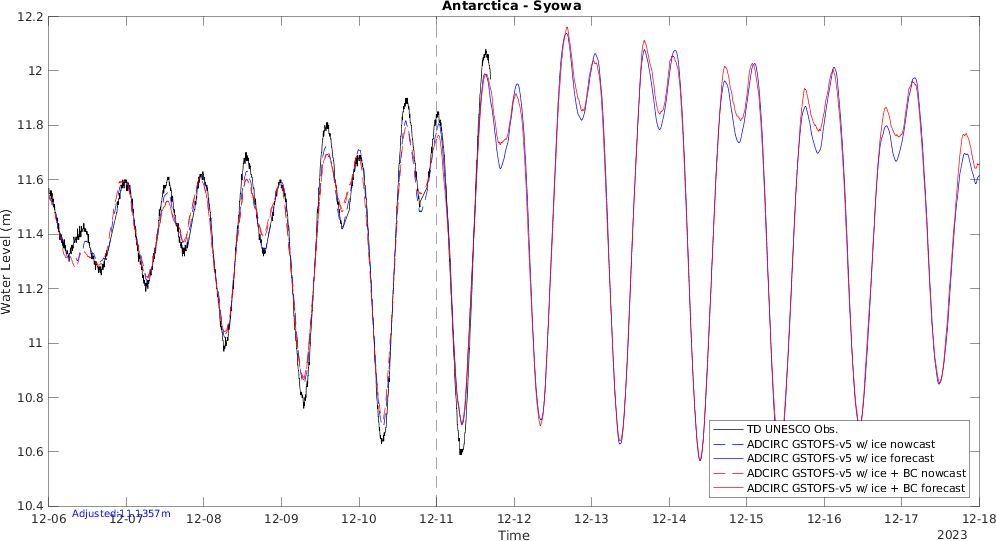 Antarctica - Syowa
12.2
12
11.8
11.6
11.4
11.2
11
10.8
10.6
10.4
Water Level (m)
TD UNESCO Obs.
ADCIRC GSTOFS-v5 w/ ice nowcast
ADCIRC GSTOFS-v5 w/ ice forecast
ADCIRC GSTOFS-v5 w/ ice + BC nowcast
ADCIRC GSTOFS-v5 w/ ice + BC forecast
Adjusted:11.1357m
12-06 12-07 12-08 12-09 12-10 12-11 12-12 12-13 12-14 12-15 12-16 12-17 12-18
Time
2023